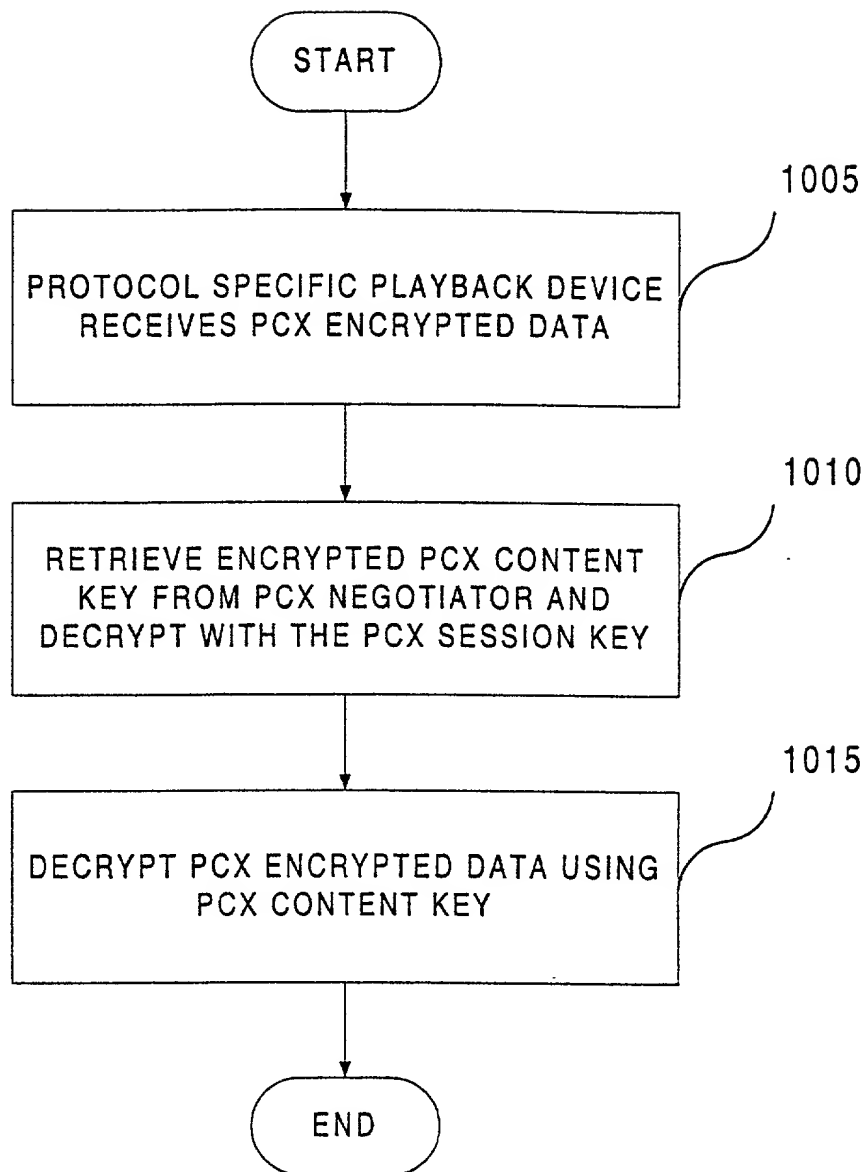 START
1005
PROTOCOL SPECIFIC PLAYBACK DEVICE
RECEIVES PCX ENCRYPTED DATA
1010
RETRIEVE ENCRYPTED PCX CONTENT
KEY FROM PCX NEGOTIATOR AND
DECRYPT WITH THE PCX SESSION KEY
1015
DECRYPT PCX ENCRYPTED DATA USING
PCX CONTENT KEY
END